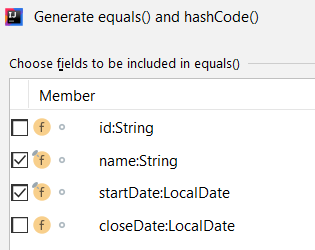 Generate equals() and hashCode()
Choose fields to be included in equals()
Member
f id:String
f name:String
f startDate:LocalDate
f closeDate:LocalDate